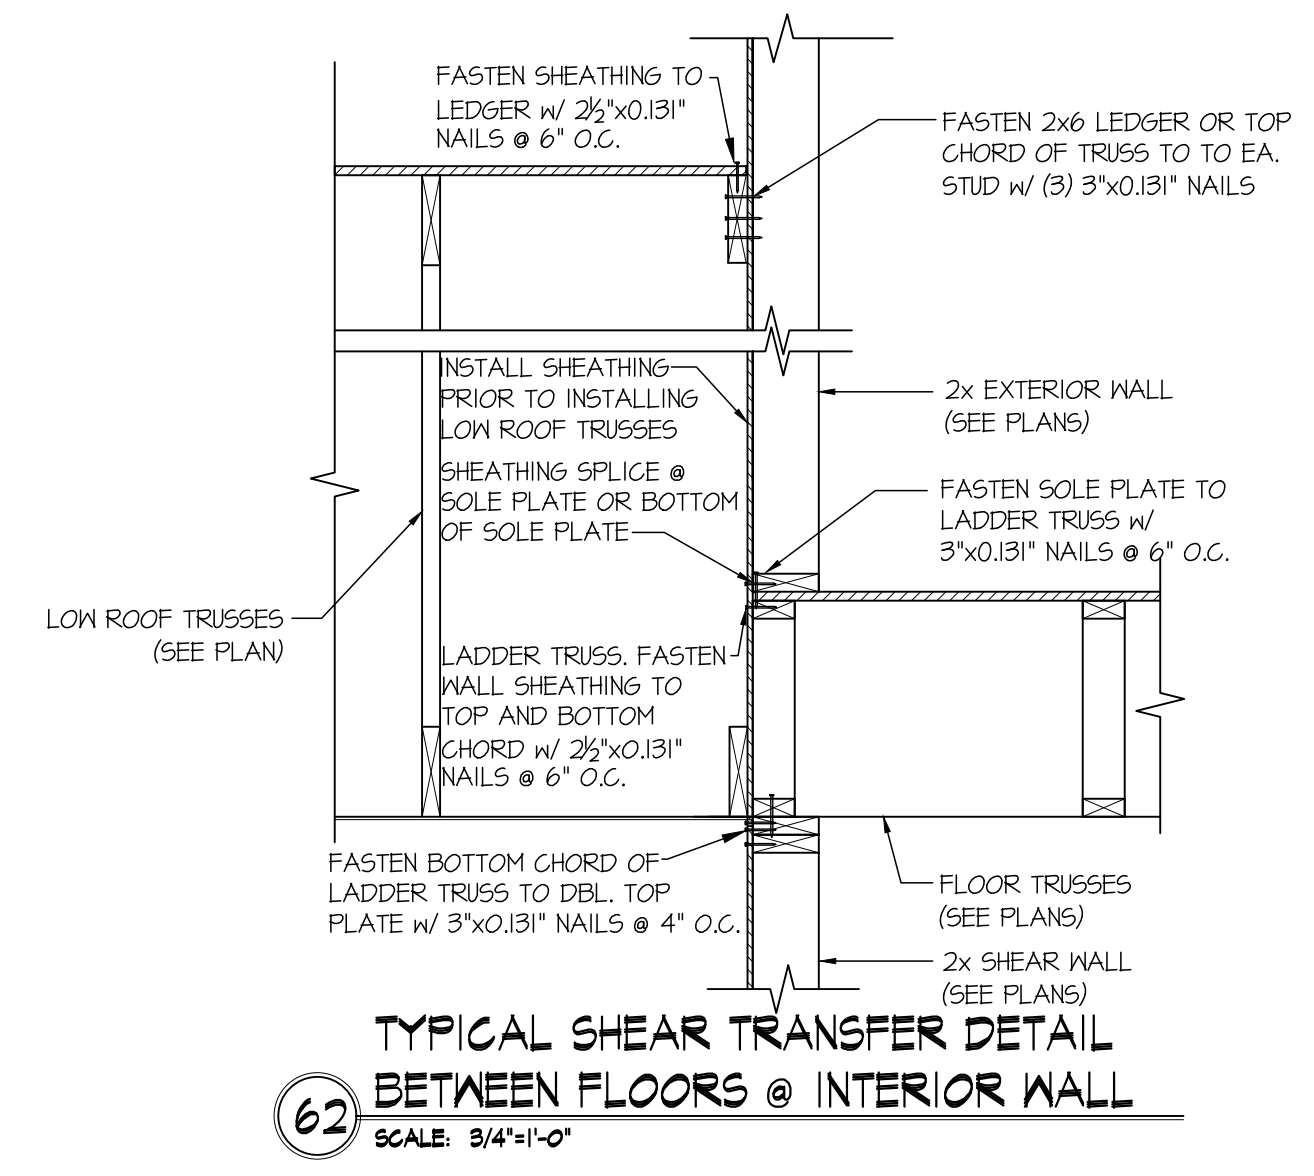 FASTEN SHEATHING TO
LEDGER w/ 2½"x0.131"
NAILS @ 6" O.C.
FASTEN 2x6 LEDGER OR TOP
CHORD OF TRUSS TO TO EA.
STUD w/ (3) 3"x0.131" NAILS
INSTALL SHEATHING
PRIOR TO INSTALLING
LOW ROOF TRUSSES
2x EXTERIOR WALL
(SEE PLANS)
SHEATHING SPLICE @
SOLE PLATE OR BOTTOM
OF SOLE PLATE
FASTEN SOLE PLATE TO
LADDER TRUSS w/
3"x0.131" NAILS @ 6" O.C.
LOW ROOF TRUSSES
(SEE PLAN)
LADDER TRUSS. FASTEN
WALL SHEATHING TO
TOP AND BOTTOM
CHORD w/ 2½"x0.131"
NAILS @ 6" O.C.
FASTEN BOTTOM CHORD OF
LADDER TRUSS TO DBL. TOP
PLATE w/ 3"x0.131" NAILS @ 4" O.C.
FLOOR TRUSSES
(SEE PLANS)
2x SHEAR WALL
(SEE PLANS)
TYPICAL SHEAR TRANSFER DETAIL
BETWEEN FLOORS @ INTERIOR WALL
62
SCALE: 3/4"=1'-0"